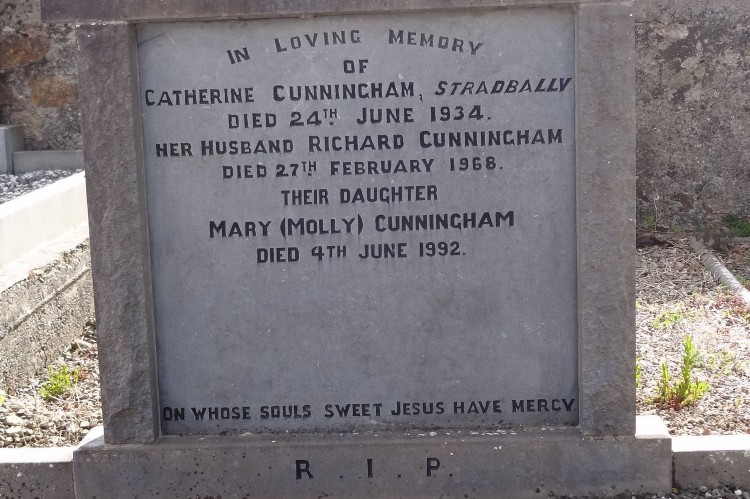 IN LOVING MEMORY
OF
CATHERINE CUNNINGHAM, STRADBALLY
DIED 24TH JUNE 1934.
HER HUSBAND RICHARD CUNNINGHAM
DIED 27TH FEBRUARY 1968.
THEIR DAUGHTER
MARY (MOLLY) CUNNINGHAM
DIED 4TH JUNE 1992.
ON WHOSE SOULS SWEET JESUS HAVE MERCY
R. I. P.